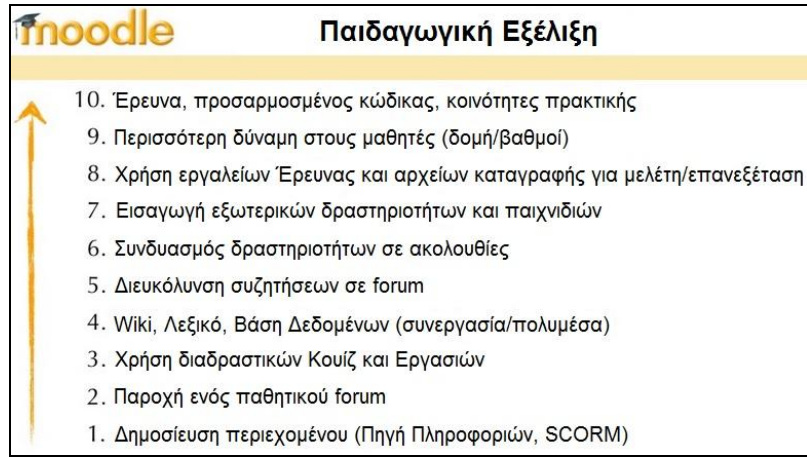 moodle
Παιδαγωγική Εξέλιξη
10. Έρευνα, προσαρμοσμένος κώδικας, κοινότητες πρακτικής
9. Περισσότερη δύναμη στους μαθητές (δομή/βαθμοί)
8. Χρήση εργαλείων Έρευνας και αρχείων καταγραφής για μελέτη/επανεξέταση
7. Εισαγωγή εξωτερικών δραστηριοτήτων και παιχνιδιών
6. Συνδυασμός δραστηριοτήτων σε ακολουθίες
5. Διευκόλυνση συζητήσεων σε forum
4. Wiki, Λεξικό, Βάση Δεδομένων (συνεργασία/πολυμέσα)
3. Χρήση διαδραστικών Κουίζ και Εργασιών
2. Παροχή ενός παθητικού forum
1. Δημοσίευση περιεχομένου (Πηγή Πληροφοριών, SCORM)